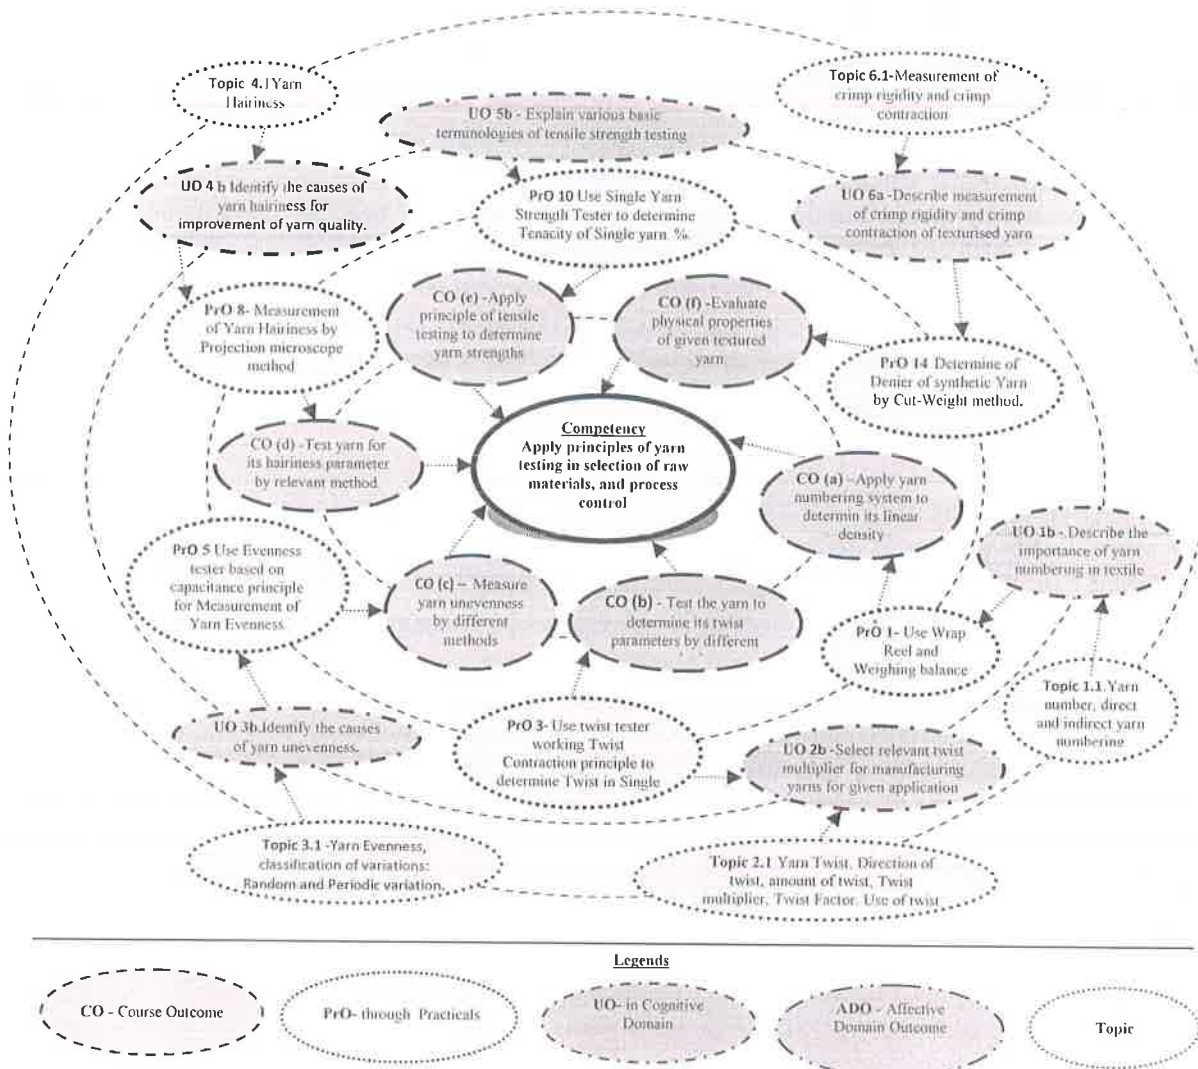 Topic 4.1 Yarn
Hairiness
Topic 6.1-Measurement of
crimp rigidity and crimp
contraction
UO 5b - Explain various basic
terminologies of tensile strength testing
UO 4 b Identify the causes of
yarn hairiness for
improvement of yarn quality.
PrO 10 Use Single Yarn
Strength Tester to determine
Tenacity of Single yarn. %.
UO 6a -Describe measurement
of crimp rigidity and crimp
contraction of texturised yarn
PrO 8- Measurement
of Yarn Hairiness by
Projection microscope
method
CO (e) -Apply
principle of tensile
testing to determine
yarn strengths
CO (f) -Evaluate
physical properties
of given textured
yarn.
PrO 14 Determine of
Denier of synthetic Yarn
by Cut-Weight method.
CO (d) -Test yarn for
its hairiness parameter
by relevant method
Competency
Apply principles of yarn
testing in selection of raw
materials, and process
control
CO (a) –Apply yarn
numbering system to
determin its linear
density
UO 1b - Describe the
importance of yarn
numbering in textile
PrO 5 Use Evenness
tester based on
capacitance principle
for Measurement of
Yarn Evenness
CO (c) – Measure
yarn unevenness
by different
methods
CO (b) - Test the yarn to
determine its twist
parameters by different
PrO 1- Use Wrap
Reel and
Weighing balance
Topic 1.1.Yarn
number, direct
and indirect yarn
numbering
UO 3b.Identify the causes
of yarn unevenness.
PrO 3- Use twist tester
working Twist
Contraction principle to
determine Twist in Single
UO 2b -Select relevant twist
multiplier for manufacturing
yarns for given application
Topic 3.1 -Yarn Evenness,
classification of variations:
Random and Periodic variation.
Topic 2.1 Yarn Twist, Direction of
twist, amount of twist, Twist
multiplier, Twist Factor. Use of twist
Legends
CO - Course Outcome
PrO- through Practicals
UO- in Cognitive
Domain
ADO - Affective
Domain Outcome
Topic